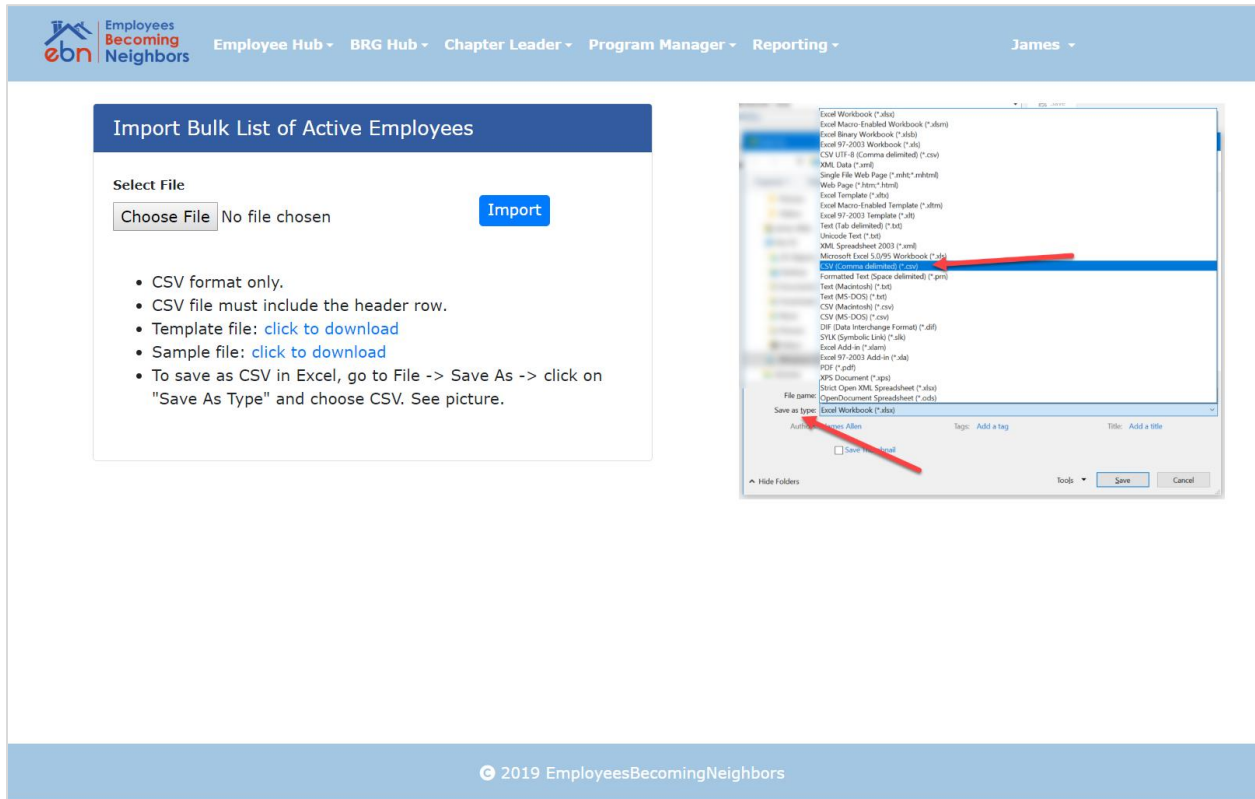 Employees
Becoming
Neighbors
ebn
Employee Hub
BRG Hub
Chapter Leader
Program Manager
Reporting
James
Import Bulk List of Active Employees
Select File
Choose File No file chosen
Import
• CSV format only.
• CSV file must include the header row.
• Template file: click to download
• Sample file: click to download
• To save as CSV in Excel, go to File -> Save As -> click on
"Save As Type" and choose CSV. See picture.
Save
Excel Workbook (*.xlsx)
Excel Macro-Enabled Workbook (*.xlsm)
Excel Binary Workbook (*.xlsb)
Excel 97-2003 Workbook (*.xls)
CSV UTF-8 (Comma delimited) (*.csv)
XML Data (*.xml)
Single File Web Page (*.mht;*.mhtml)
Web Page (*.htm;*.html)
Excel Template (*.xltx)
Excel Macro-Enabled Template (*.xltm)
Excel 97-2003 Template (*.xlt)
Text (Tab delimited) (*.txt)
Unicode Text (*.txt)
XML Spreadsheet 2003 (*.xml)
Microsoft Excel 5.0/95 Workbook (*.xls)
CSV (Comma delimited) (*.csv)
Formatted Text (Space delimited) (*.prn)
Text (Macintosh) (*.txt)
Text (MS-DOS) (*.txt)
CSV (Macintosh) (*.csv)
CSV (MS-DOS) (*.csv)
DIF (Data Interchange Format) (*.dif)
SYLK (Symbolic Link) (*.slk)
Excel Add-in (*.xlam)
Excel 97-2003 Add-in (*.xla)
PDF (*.pdf)
XPS Document (*.xps)
Strict Open XML Spreadsheet (*.xlsx)
File name: OpenDocument Spreadsheet (*.ods)
Save as type: Excel Workbook (*.xlsx)
James Allen
Tags: Add a tag
Title: Add a title
Save
Hide Folders
Tools
Save
Cancel
© 2019 EmployeesBecomingNeighbors